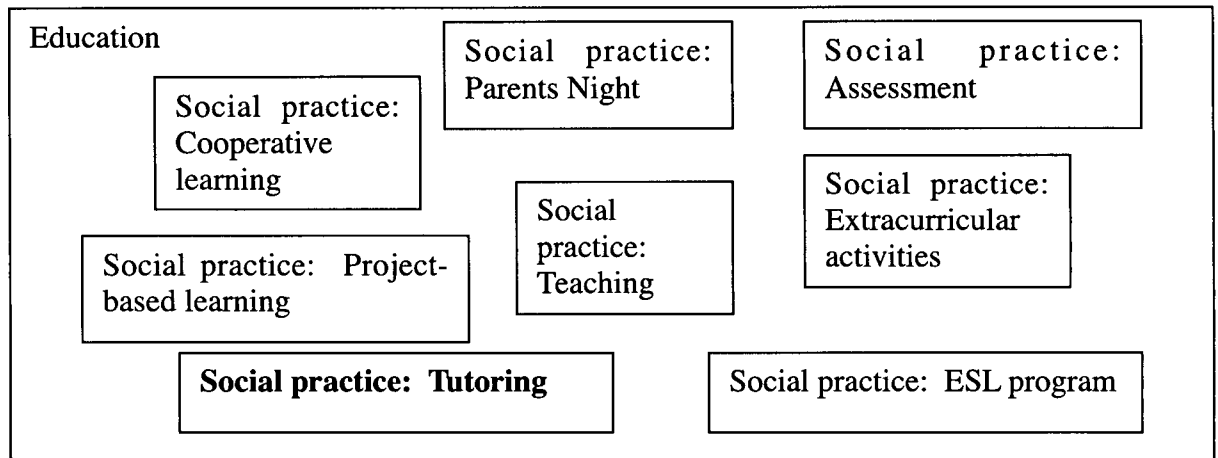 Education
Social practice:
Parents Night
Social practice:
Assessment
Social practice:
Cooperative
learning
Social
practice:
Teaching
Social practice:
Extracurricular
activities
Social practice: Project-
based learning
Social practice: Tutoring
Social practice: ESL program